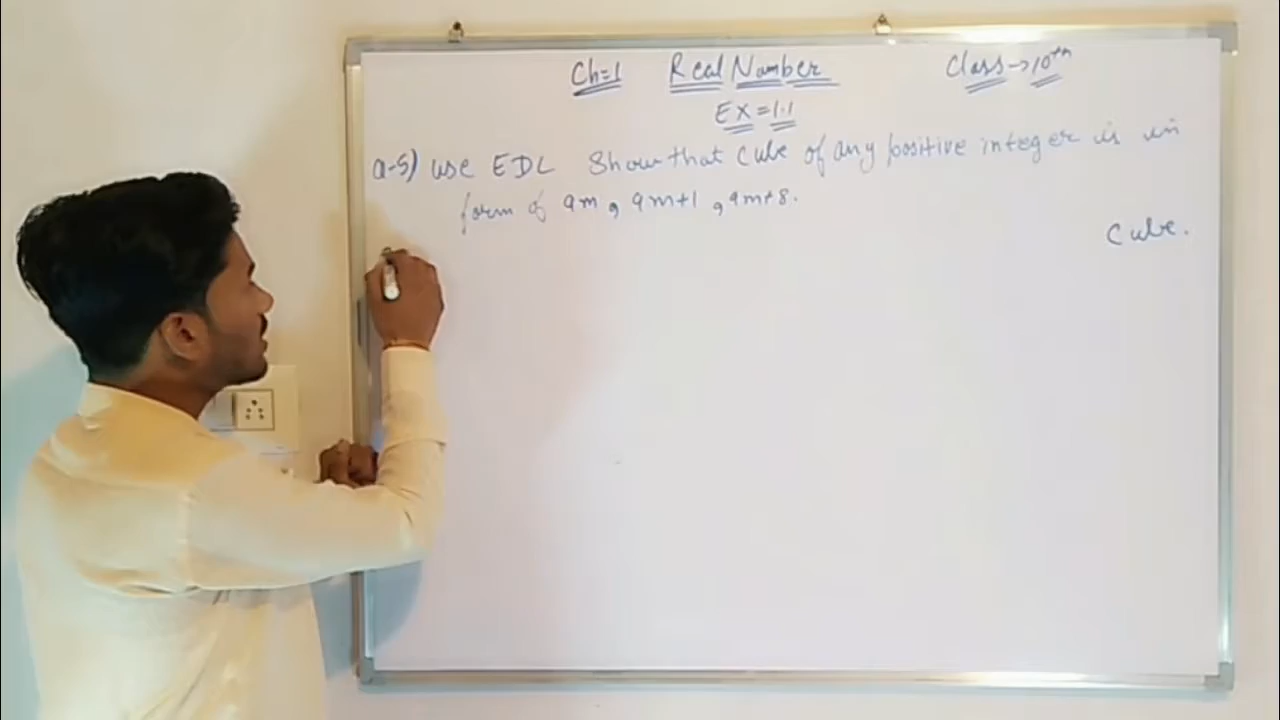 Ch=1 Real Number Class→10th
EX=1.1
Q-5) use EDL Show that Cube of any positive integer is in
form of 9m, 9m+1, 9m+8.
Cube.